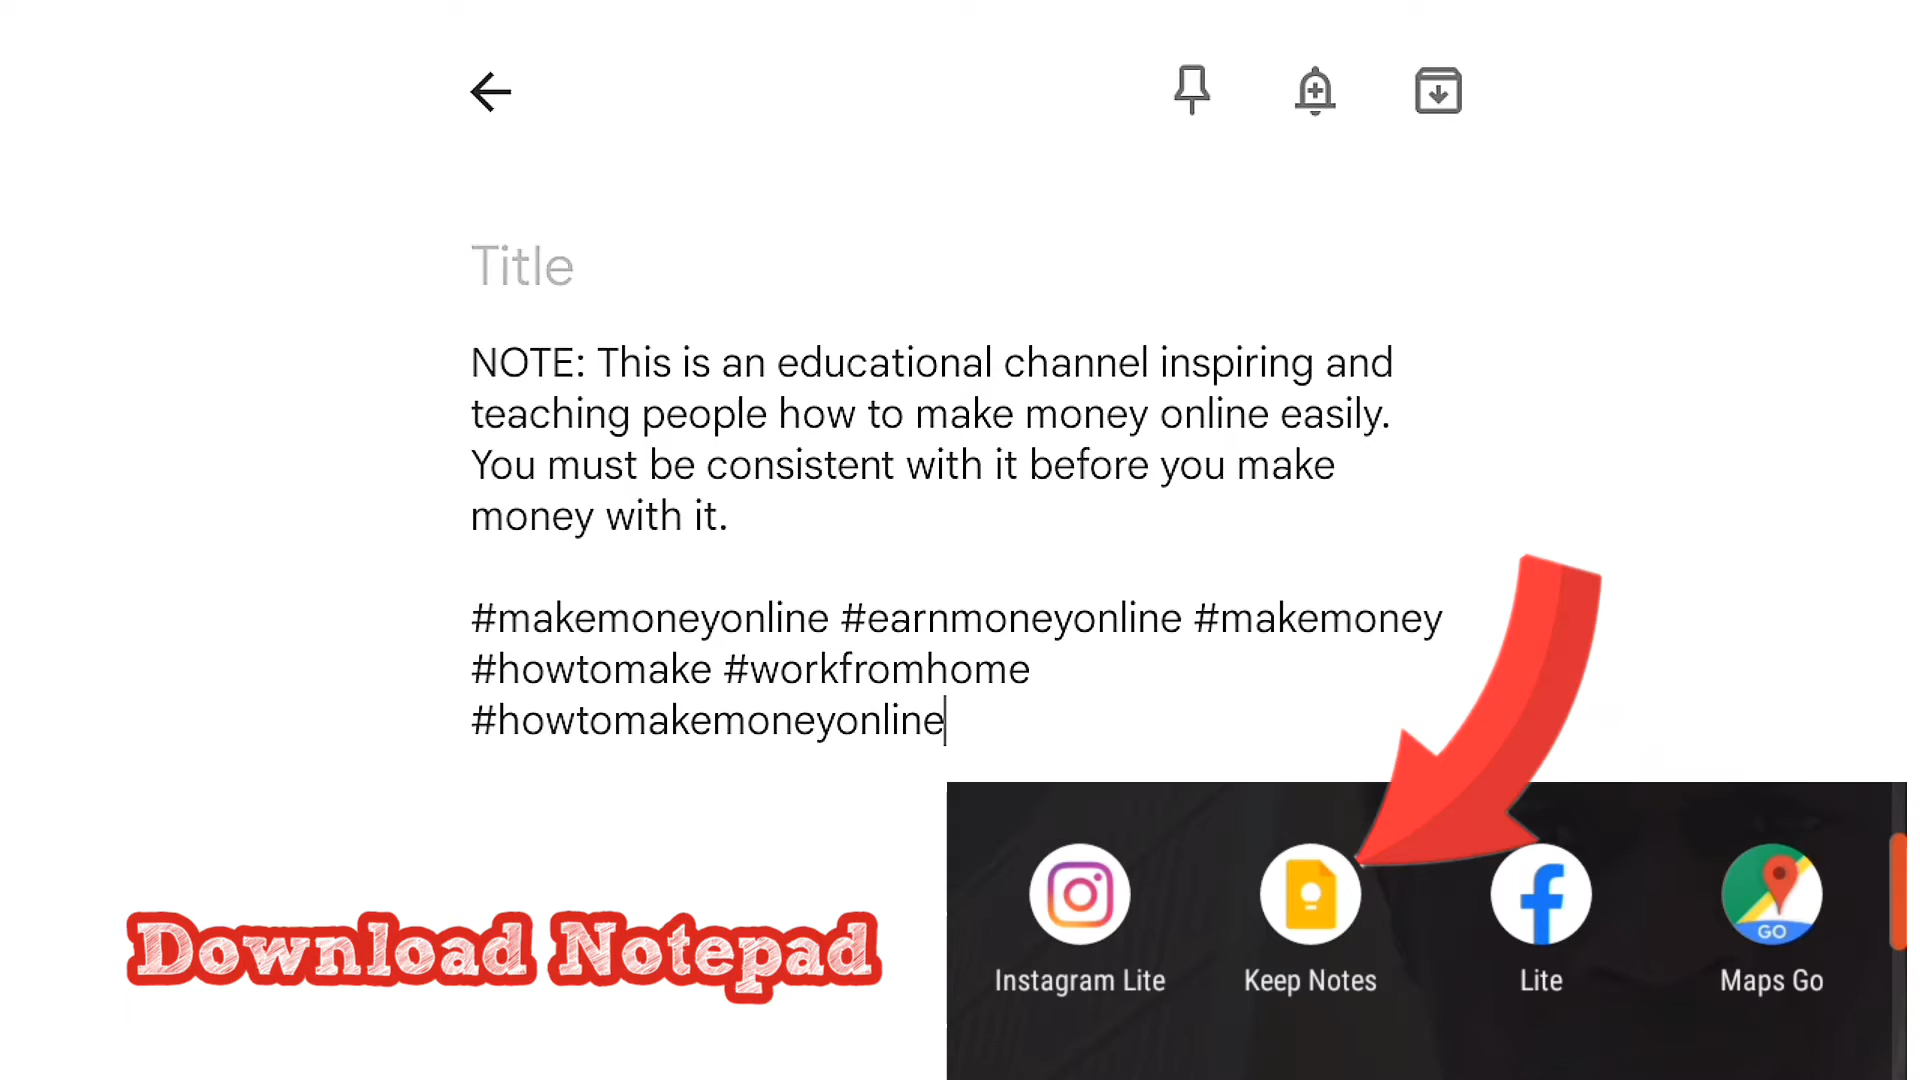 Title
NOTE: This is an educational channel inspiring and
teaching people how to make money online easily.
You must be consistent with it before you make
money with it.
#makemoneyonline #earnmoneyonline #makemoney
#howtomake #workfromhome
#howtomakemoneyonline
Download Notepad
GO
Instagram Lite
Keep Notes
Lite
Maps Go